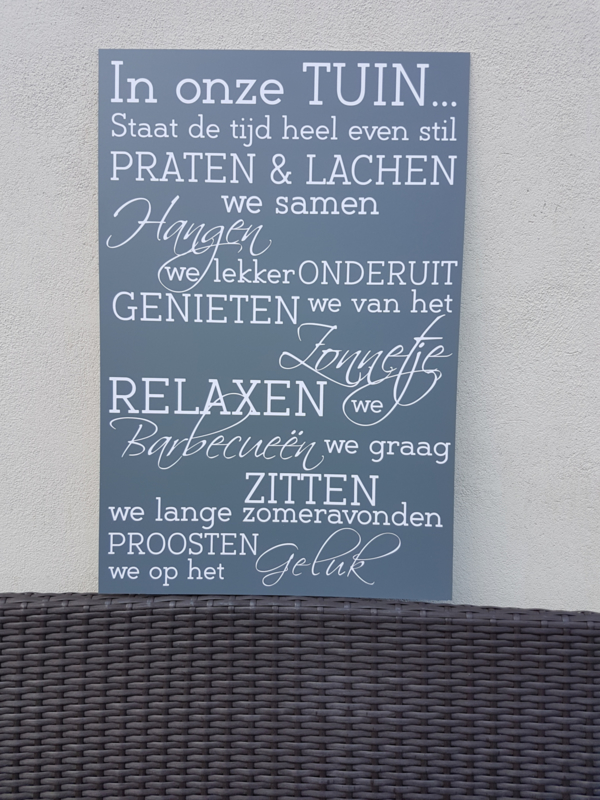 In onze TUIN...
Staat de tijd heel even stil
PRATEN & LACHEN
we samen
Hangen
we lekker ONDERUIT
GENIETEN we van het
Zonnetje
RELAXEN we
Barbecueën we graag
ZITTEN
we lange zomeravonden
PROOSTEN
we op het Geluk